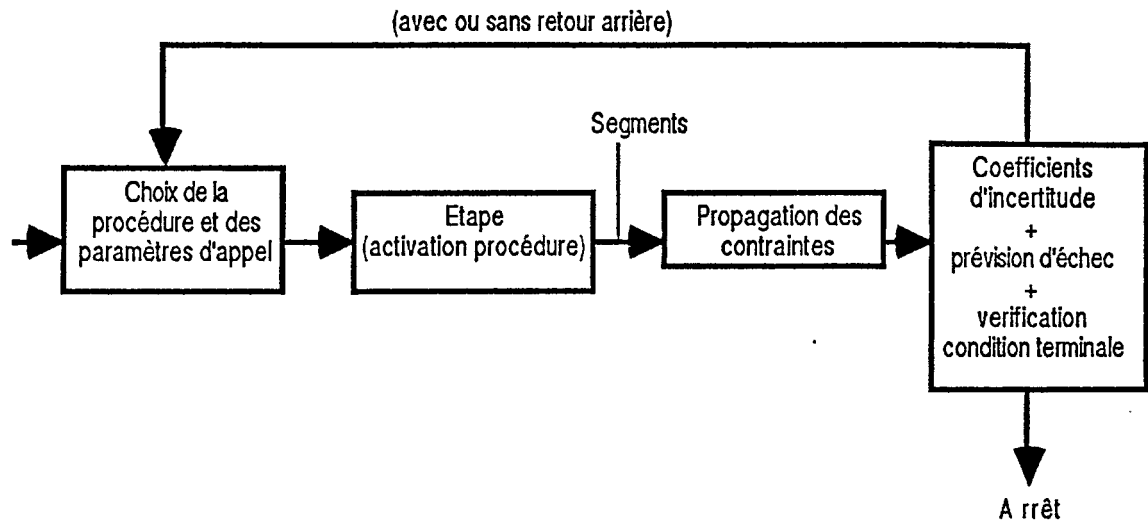 (avec ou sans retour arrière)
Segments
Choix de la
procédure et des
paramètres d'appel
Etape
(activation procédure)
Propagation des
contraintes
Coefficients
d'incertitude
+
prévision d'échec
+
verification
condition terminale
A rrêt